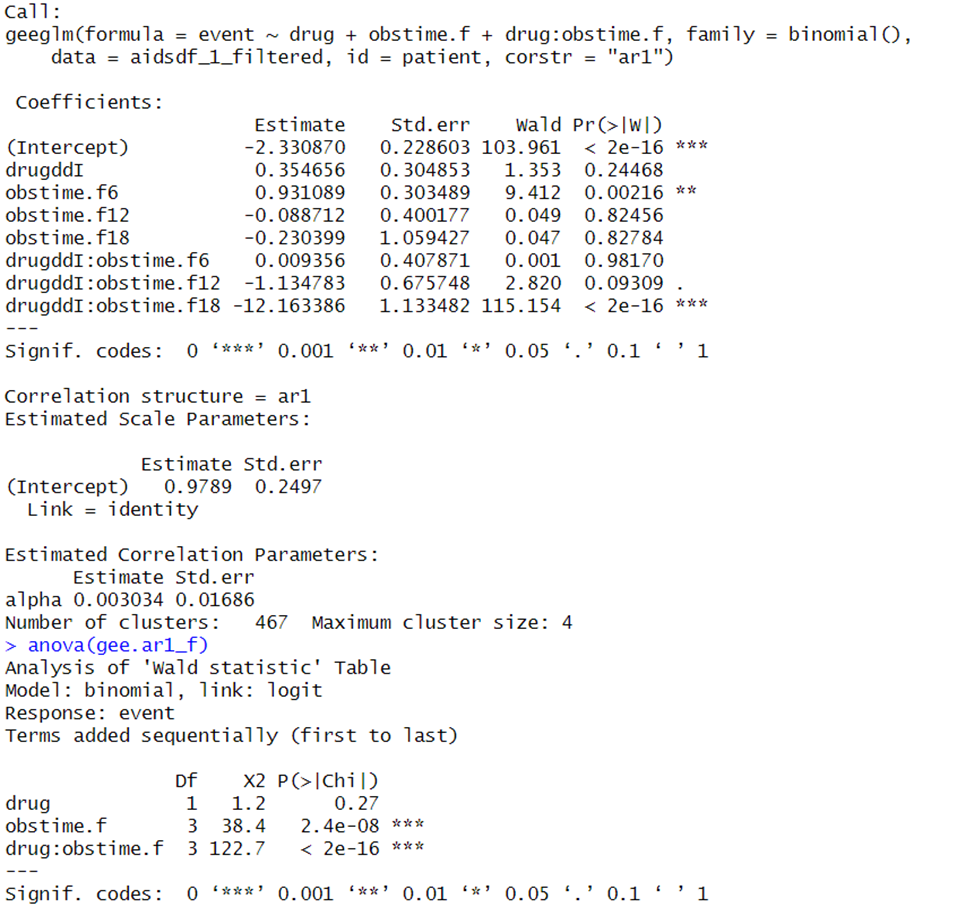 Call:
geeglm(formula = event ~ drug + obstime.f + drug:obstime.f, family = binomial(),
    data = aidsdf_1_filtered, id = patient, corstr = "ar1")

 Coefficients:
                      Estimate    Std.err    Wald Pr(>|W|)
(Intercept)          -2.330870   0.228603 103.961  < 2e-16 ***
drugddI               0.354656   0.304853   1.353  0.24468
obstime.f6            0.931089   0.303489   9.412  0.00216 **
obstime.f12          -0.088712   0.400177   0.049  0.82456
obstime.f18          -0.230399   1.059427   0.047  0.82784
drugddI:obstime.f6    0.009356   0.407871   0.001  0.98170
drugddI:obstime.f12  -1.134783   0.675748   2.820  0.09309 .
drugddI:obstime.f18 -12.163386   1.133482 115.154  < 2e-16 ***
---
Signif. codes:  0 ‘***’ 0.001 ‘**’ 0.01 ‘*’ 0.05 ‘.’ 0.1 ‘ ’ 1

Correlation structure = ar1
Estimated Scale Parameters:

            Estimate Std.err
(Intercept)   0.9789  0.2497
  Link = identity

Estimated Correlation Parameters:
      Estimate Std.err
alpha 0.003034 0.01686
Number of clusters:   467  Maximum cluster size: 4
> anova(gee.ar1_f)
Analysis of 'Wald statistic' Table
Model: binomial, link: logit
Response: event
Terms added sequentially (first to last)

               Df    X2 P(>|Chi|)
drug            1   1.2      0.27
obstime.f       3  38.4   2.4e-08 ***
drug:obstime.f  3 122.7   < 2e-16 ***
---
Signif. codes:  0 ‘***’ 0.001 ‘**’ 0.01 ‘*’ 0.05 ‘.’ 0.1 ‘ ’ 1